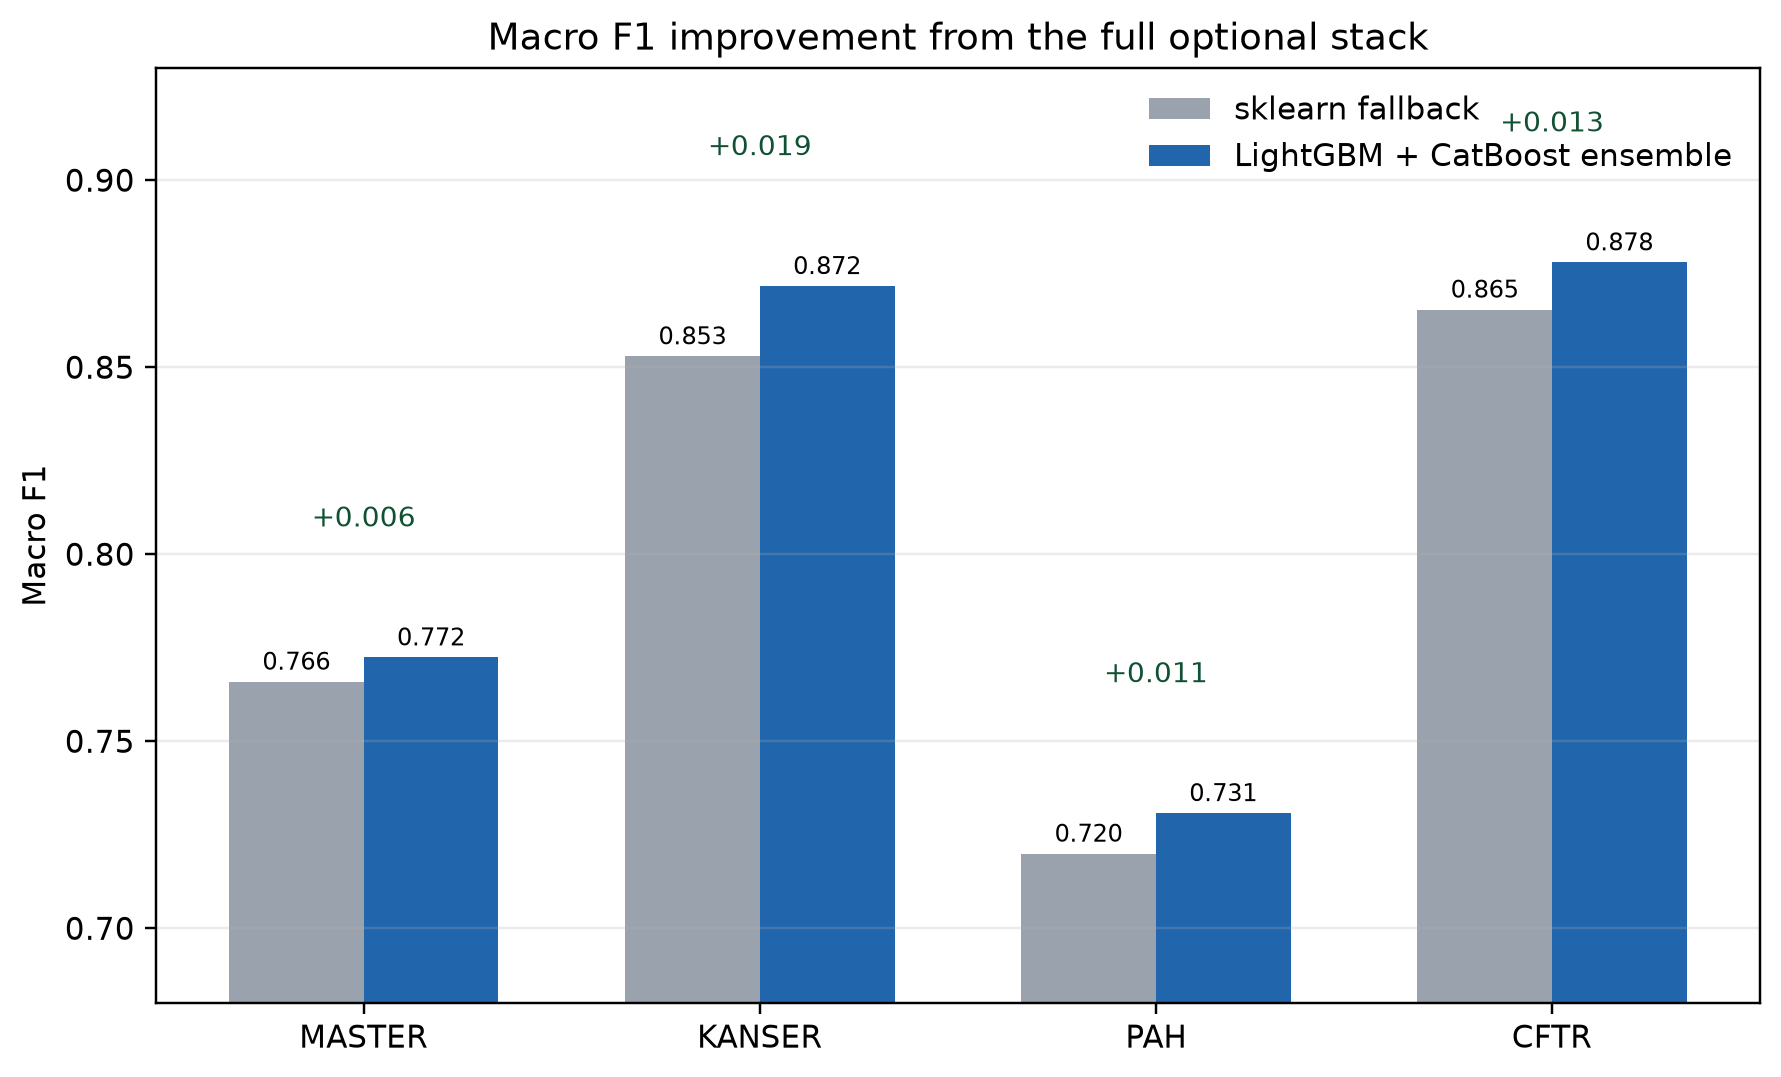 Macro F1 improvement from the full optional stack
sklearn fallback
LightGBM + CatBoost ensemble
+0.013
+0.019
+0.006
+0.011
0.766
0.772
0.853
0.872
0.720
0.731
0.865
0.878
Macro F1
0.90
0.85
0.80
0.75
0.70
MASTER
KANSER
PAH
CFTR